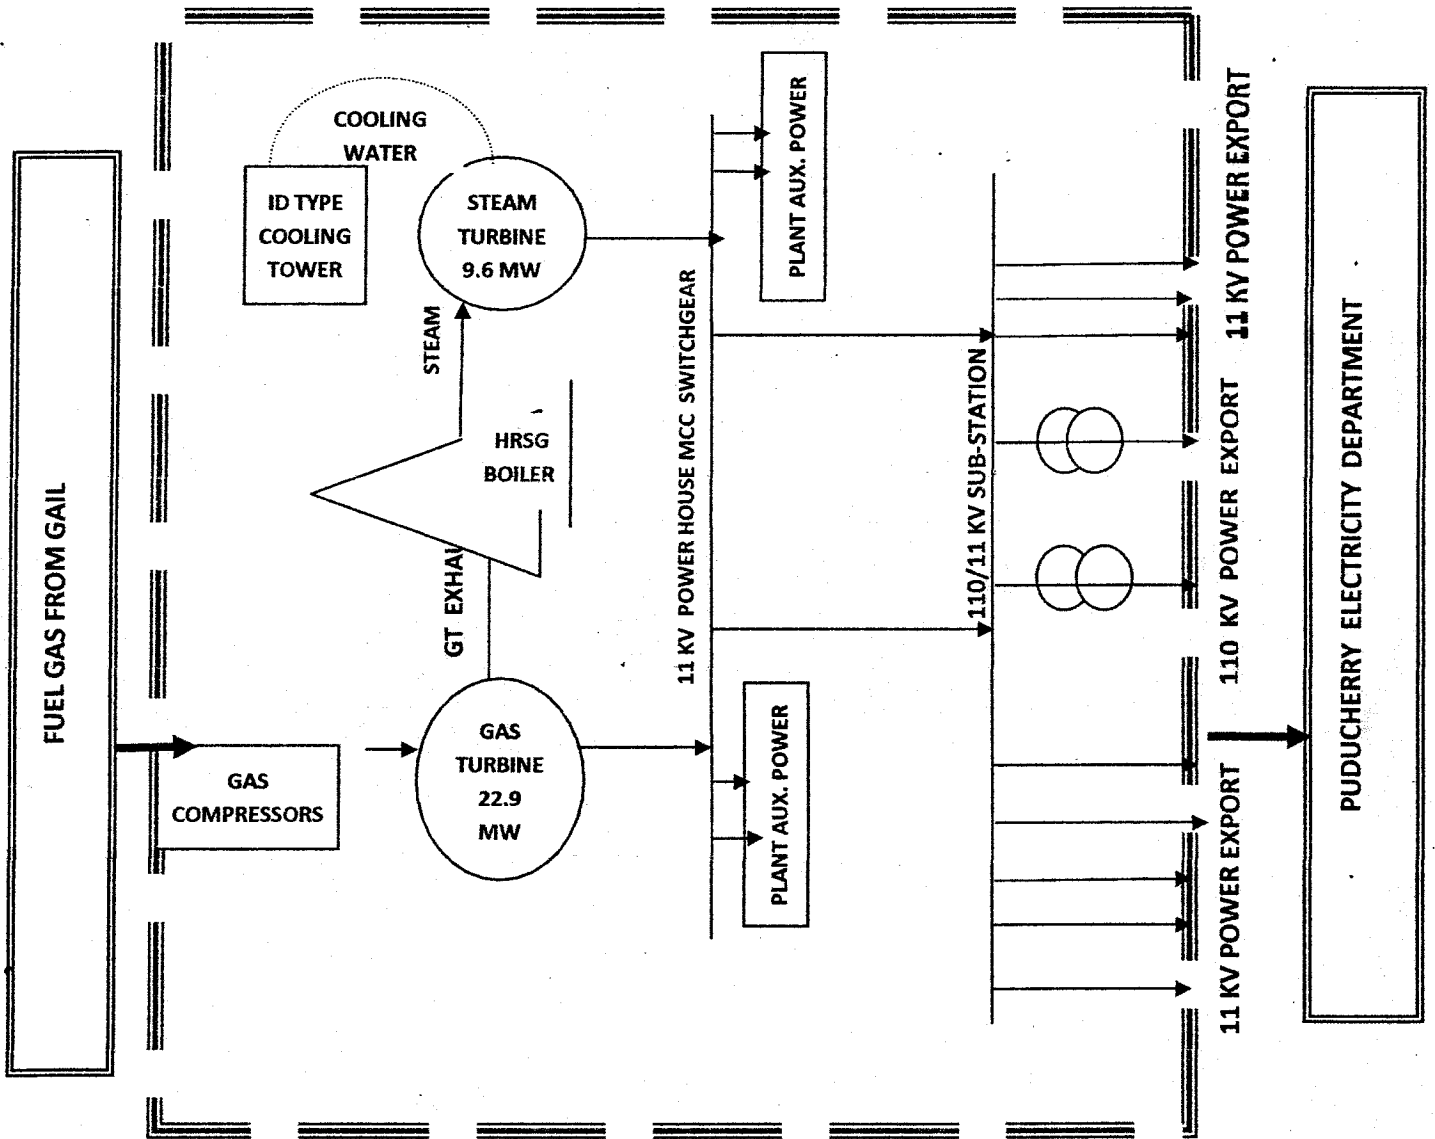 FUEL GAS FROM GAIL
COOLING
WATER
ID TYPE
COOLING
TOWER
STEAM
TURBINE
9.6 MW
STEAM
HRSG
BOILER
GT EXHAU
GAS
COMPRESSORS
GAS
TURBINE
22.9
MW
11 KV POWER HOUSE MCC SWITCHGEAR
PLANT AUX. POWER
PLANT AUX. POWER
110/11 KV SUB-STATION
11 KV POWER EXPORT
110 KV POWER EXPORT
11 KV POWER EXPORT
PUDUCHERRY ELECTRICITY DEPARTMENT